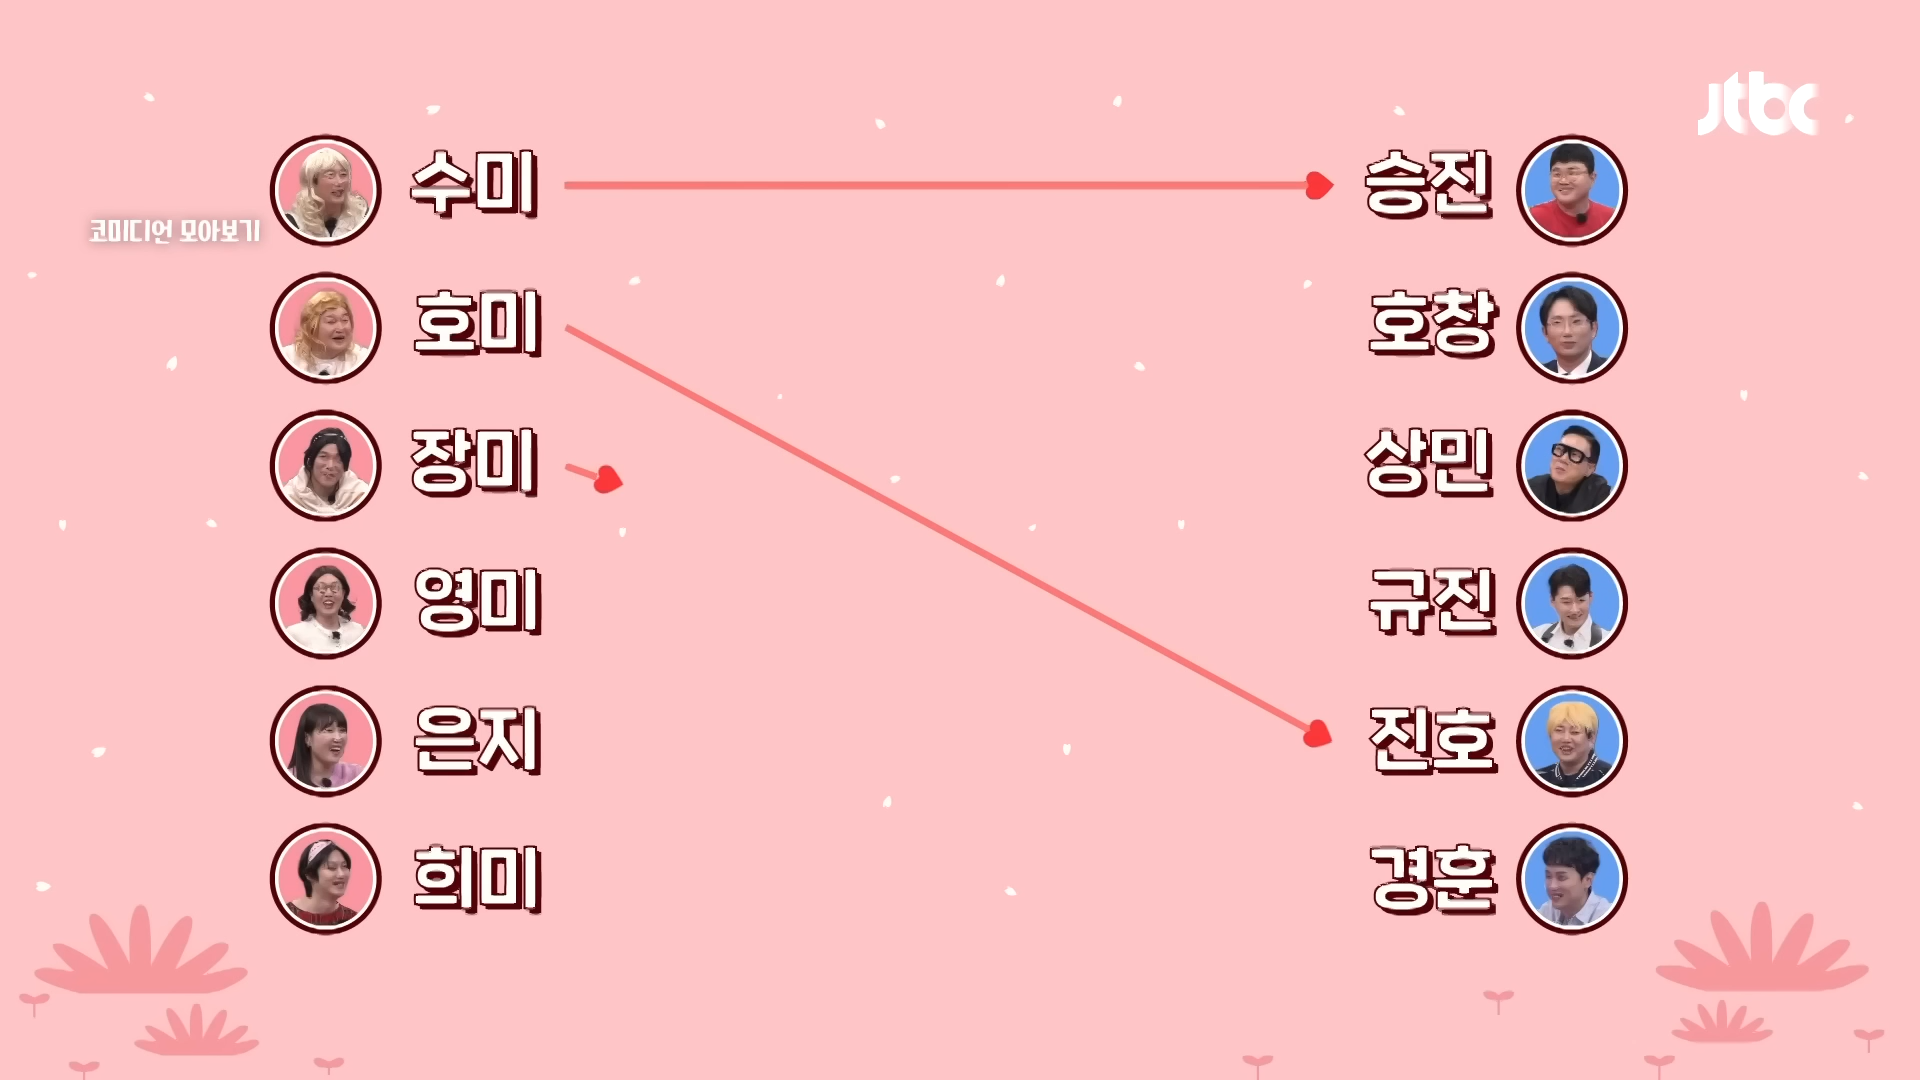 jtbc
수미
승진
코미디언 모아보기
호미
호창
장미
상민
영미
규진
은지
진호
희미
경훈